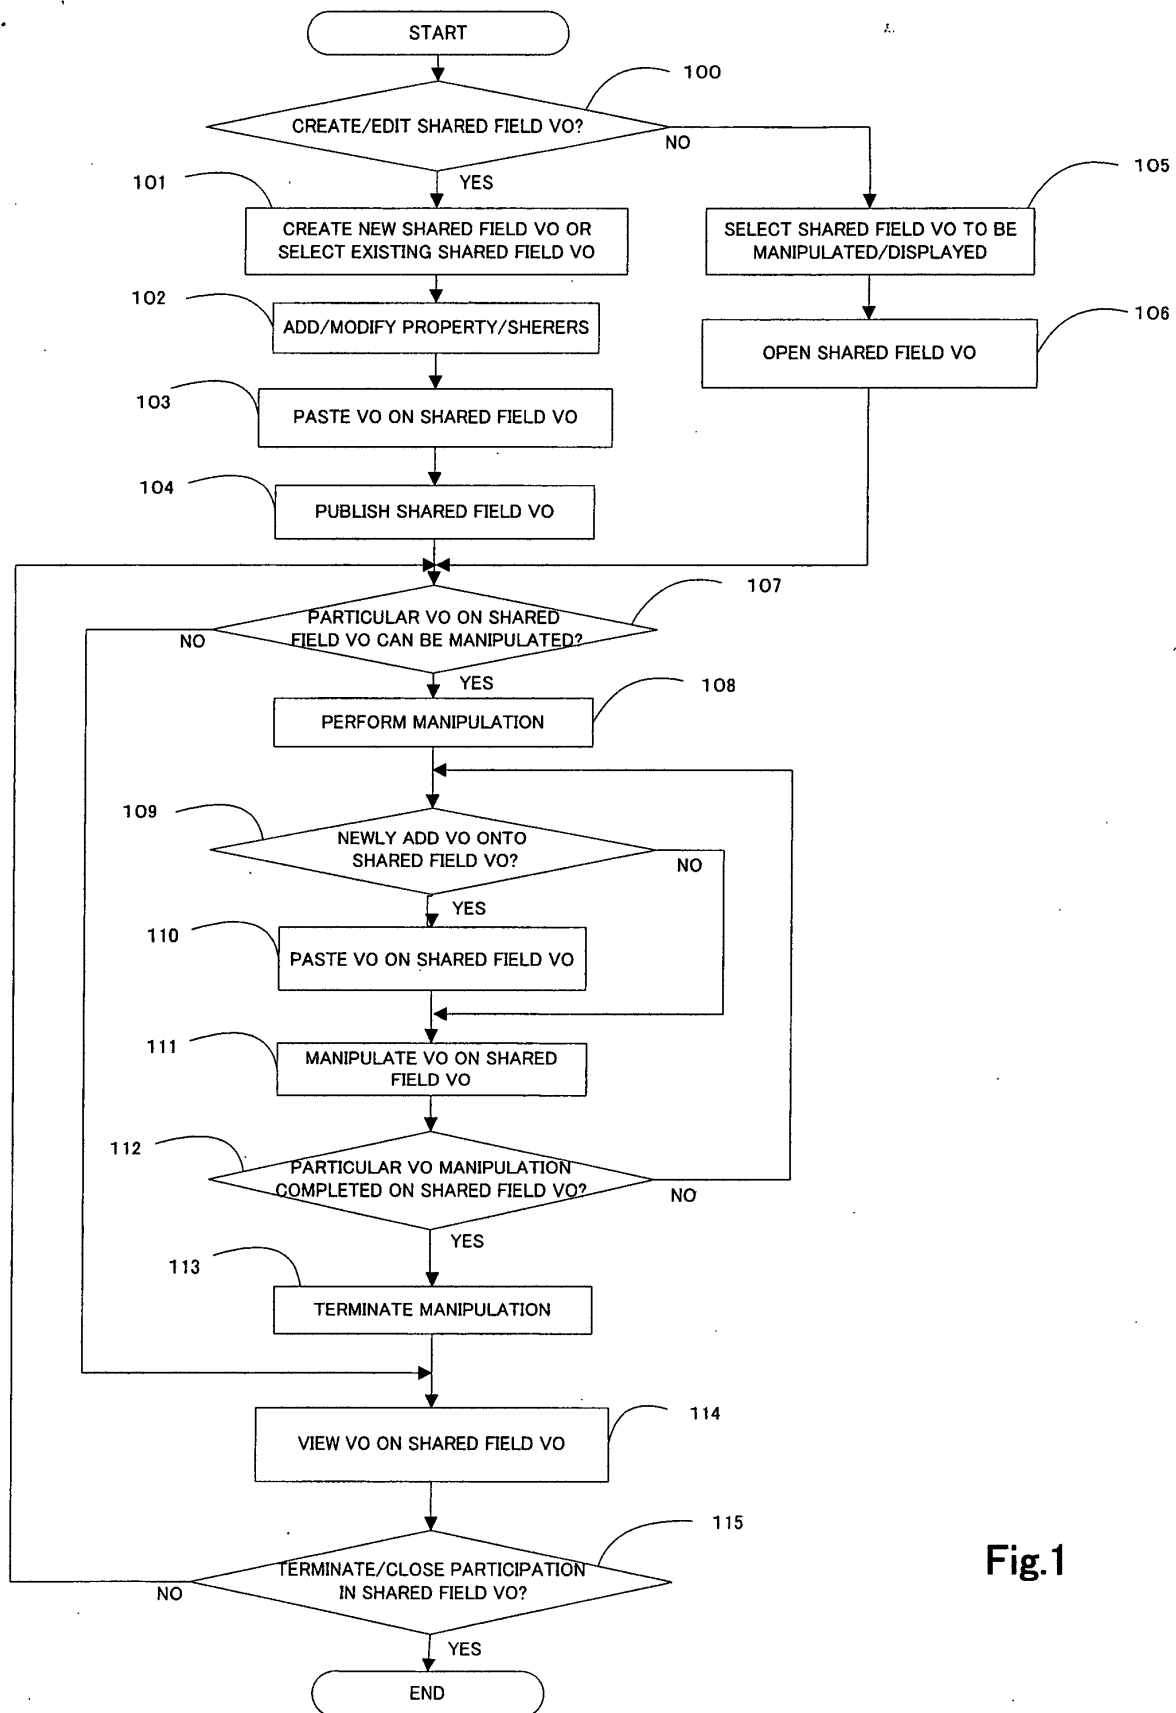 START
100
CREATE/EDIT SHARED FIELD VO?
NO
YES
101
CREATE NEW SHARED FIELD VO OR
SELECT EXISTING SHARED FIELD VO
105
SELECT SHARED FIELD VO TO BE
MANIPULATED/DISPLAYED
102
ADD/MODIFY PROPERTY/SHERERS
106
OPEN SHARED FIELD VO
103
PASTE VO ON SHARED FIELD VO
104
PUBLISH SHARED FIELD VO
107
PARTICULAR VO ON SHARED
FIELD VO CAN BE MANIPULATED?
NO
YES
108
PERFORM MANIPULATION
109
NEWLY ADD VO ONTO
SHARED FIELD VO?
NO
YES
110
PASTE VO ON SHARED FIELD VO
111
MANIPULATE VO ON SHARED
FIELD VO
112
PARTICULAR VO MANIPULATION
COMPLETED ON SHARED FIELD VO?
NO
YES
113
TERMINATE MANIPULATION
114
VIEW VO ON SHARED FIELD VO
115
TERMINATE/CLOSE PARTICIPATION
IN SHARED FIELD VO?
NO
YES
END
Fig.1